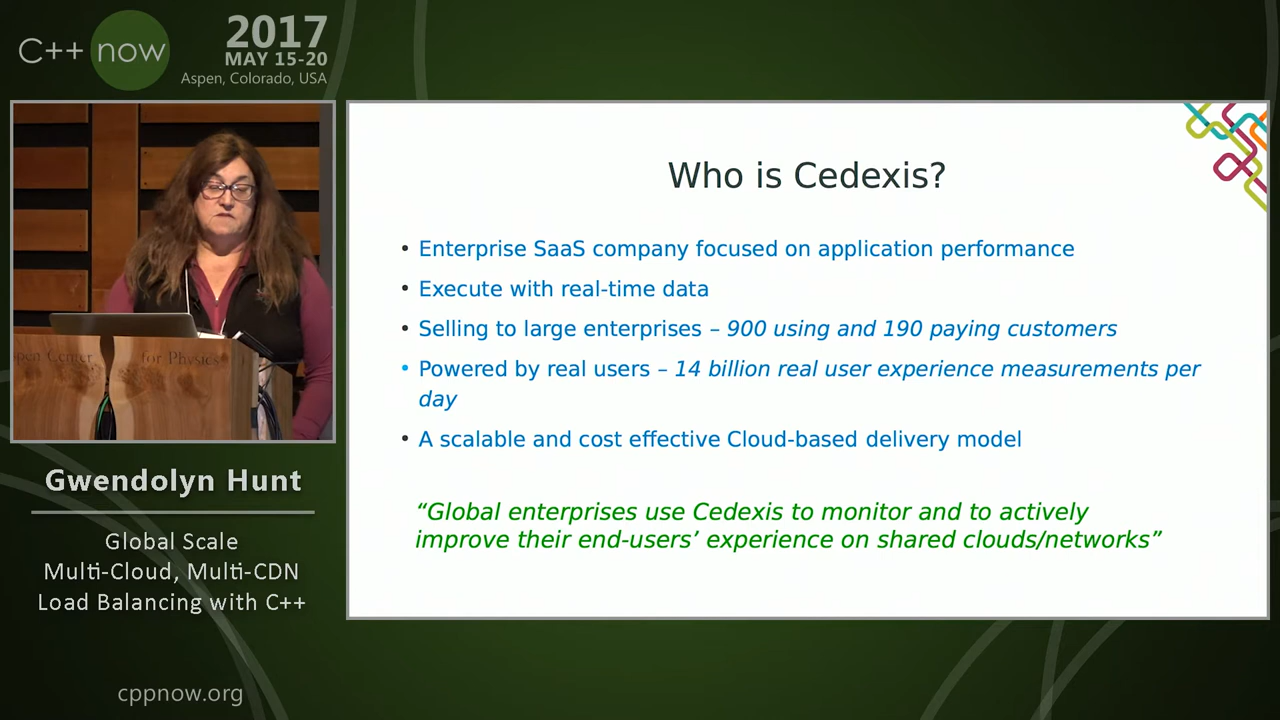 C++ now
2017
MAY 15-20
Aspen, Colorado, USA
pen Center for Physics
Gwendolyn Hunt
Global Scale
Multi-Cloud, Multi-CDN
Load Balancing with C++
cppnow.org
Who is Cedexis?
• Enterprise SaaS company focused on application performance
• Execute with real-time data
• Selling to large enterprises – 900 using and 190 paying customers
• Powered by real users – 14 billion real user experience measurements per
day
• A scalable and cost effective Cloud-based delivery model
“Global enterprises use Cedexis to monitor and to actively
improve their end-users’ experience on shared clouds/networks”